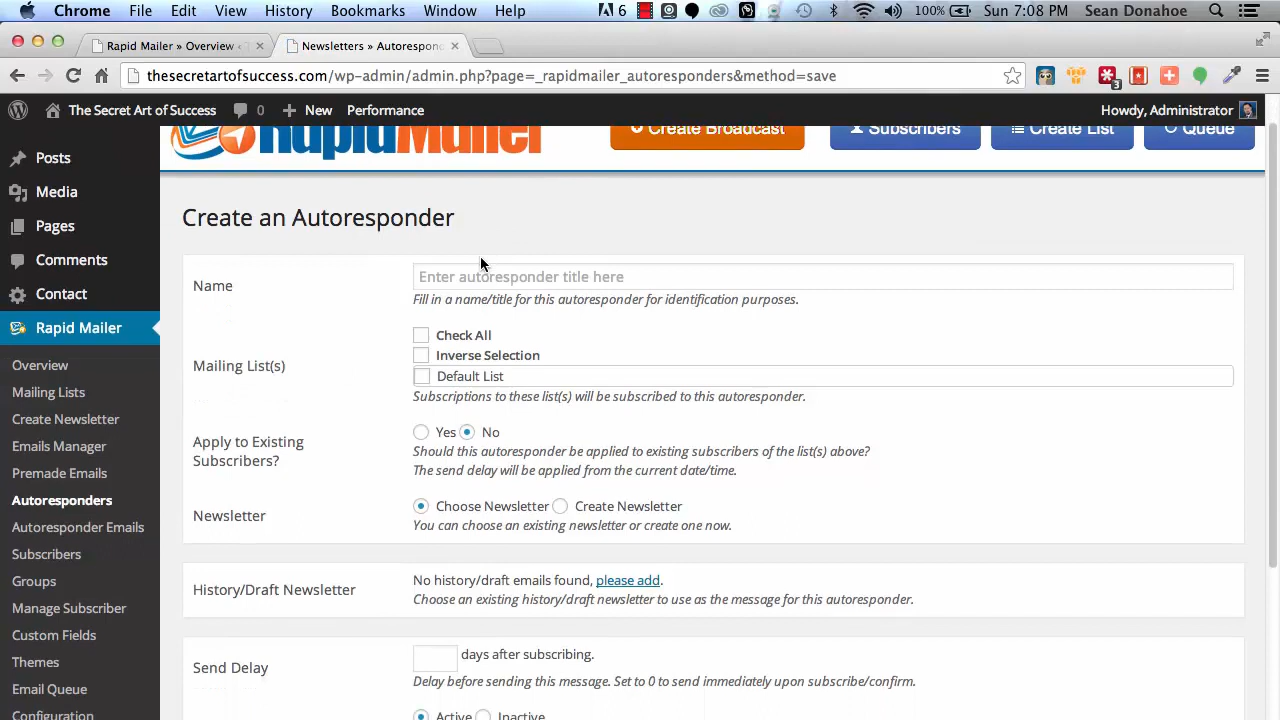 Chrome File Edit View History Bookmarks Window Help 6 100% Sun 7:08 PM Sean Donahoe
Rapid Mailer » Overview ‹ Newsletters » Autorespon
thesecretartofsuccess.com/wp-admin/admin.php?page=_rapidmailer_autoresponders&method=save 3
The Secret Art of Success 0 New Performance Howdy, Administrator
RapidMailer Create Broadcast Subscribers Create List Queue
Posts
Media
Pages
Comments
Contact
Rapid Mailer
Overview
Mailing Lists
Create Newsletter
Emails Manager
Premade Emails
Autoresponders
Autoresponder Emails
Subscribers
Groups
Manage Subscriber
Custom Fields
Themes
Email Queue
Configuration
Create an Autoresponder
Name
Enter autoresponder title here
Fill in a name/title for this autoresponder for identification purposes.
Mailing List(s)
Check All
Inverse Selection
Default List
Subscriptions to these list(s) will be subscribed to this autoresponder.
Apply to Existing
Subscribers?
Yes No
Should this autoresponder be applied to existing subscribers of the list(s) above?
The send delay will be applied from the current date/time.
Newsletter
Choose Newsletter Create Newsletter
You can choose an existing newsletter or create one now.
History/Draft Newsletter
No history/draft emails found, please add.
Choose an existing history/draft newsletter to use as the message for this autoresponder.
Send Delay
days after subscribing.
Delay before sending this message. Set to 0 to send immediately upon subscribe/confirm.
Active Inactive